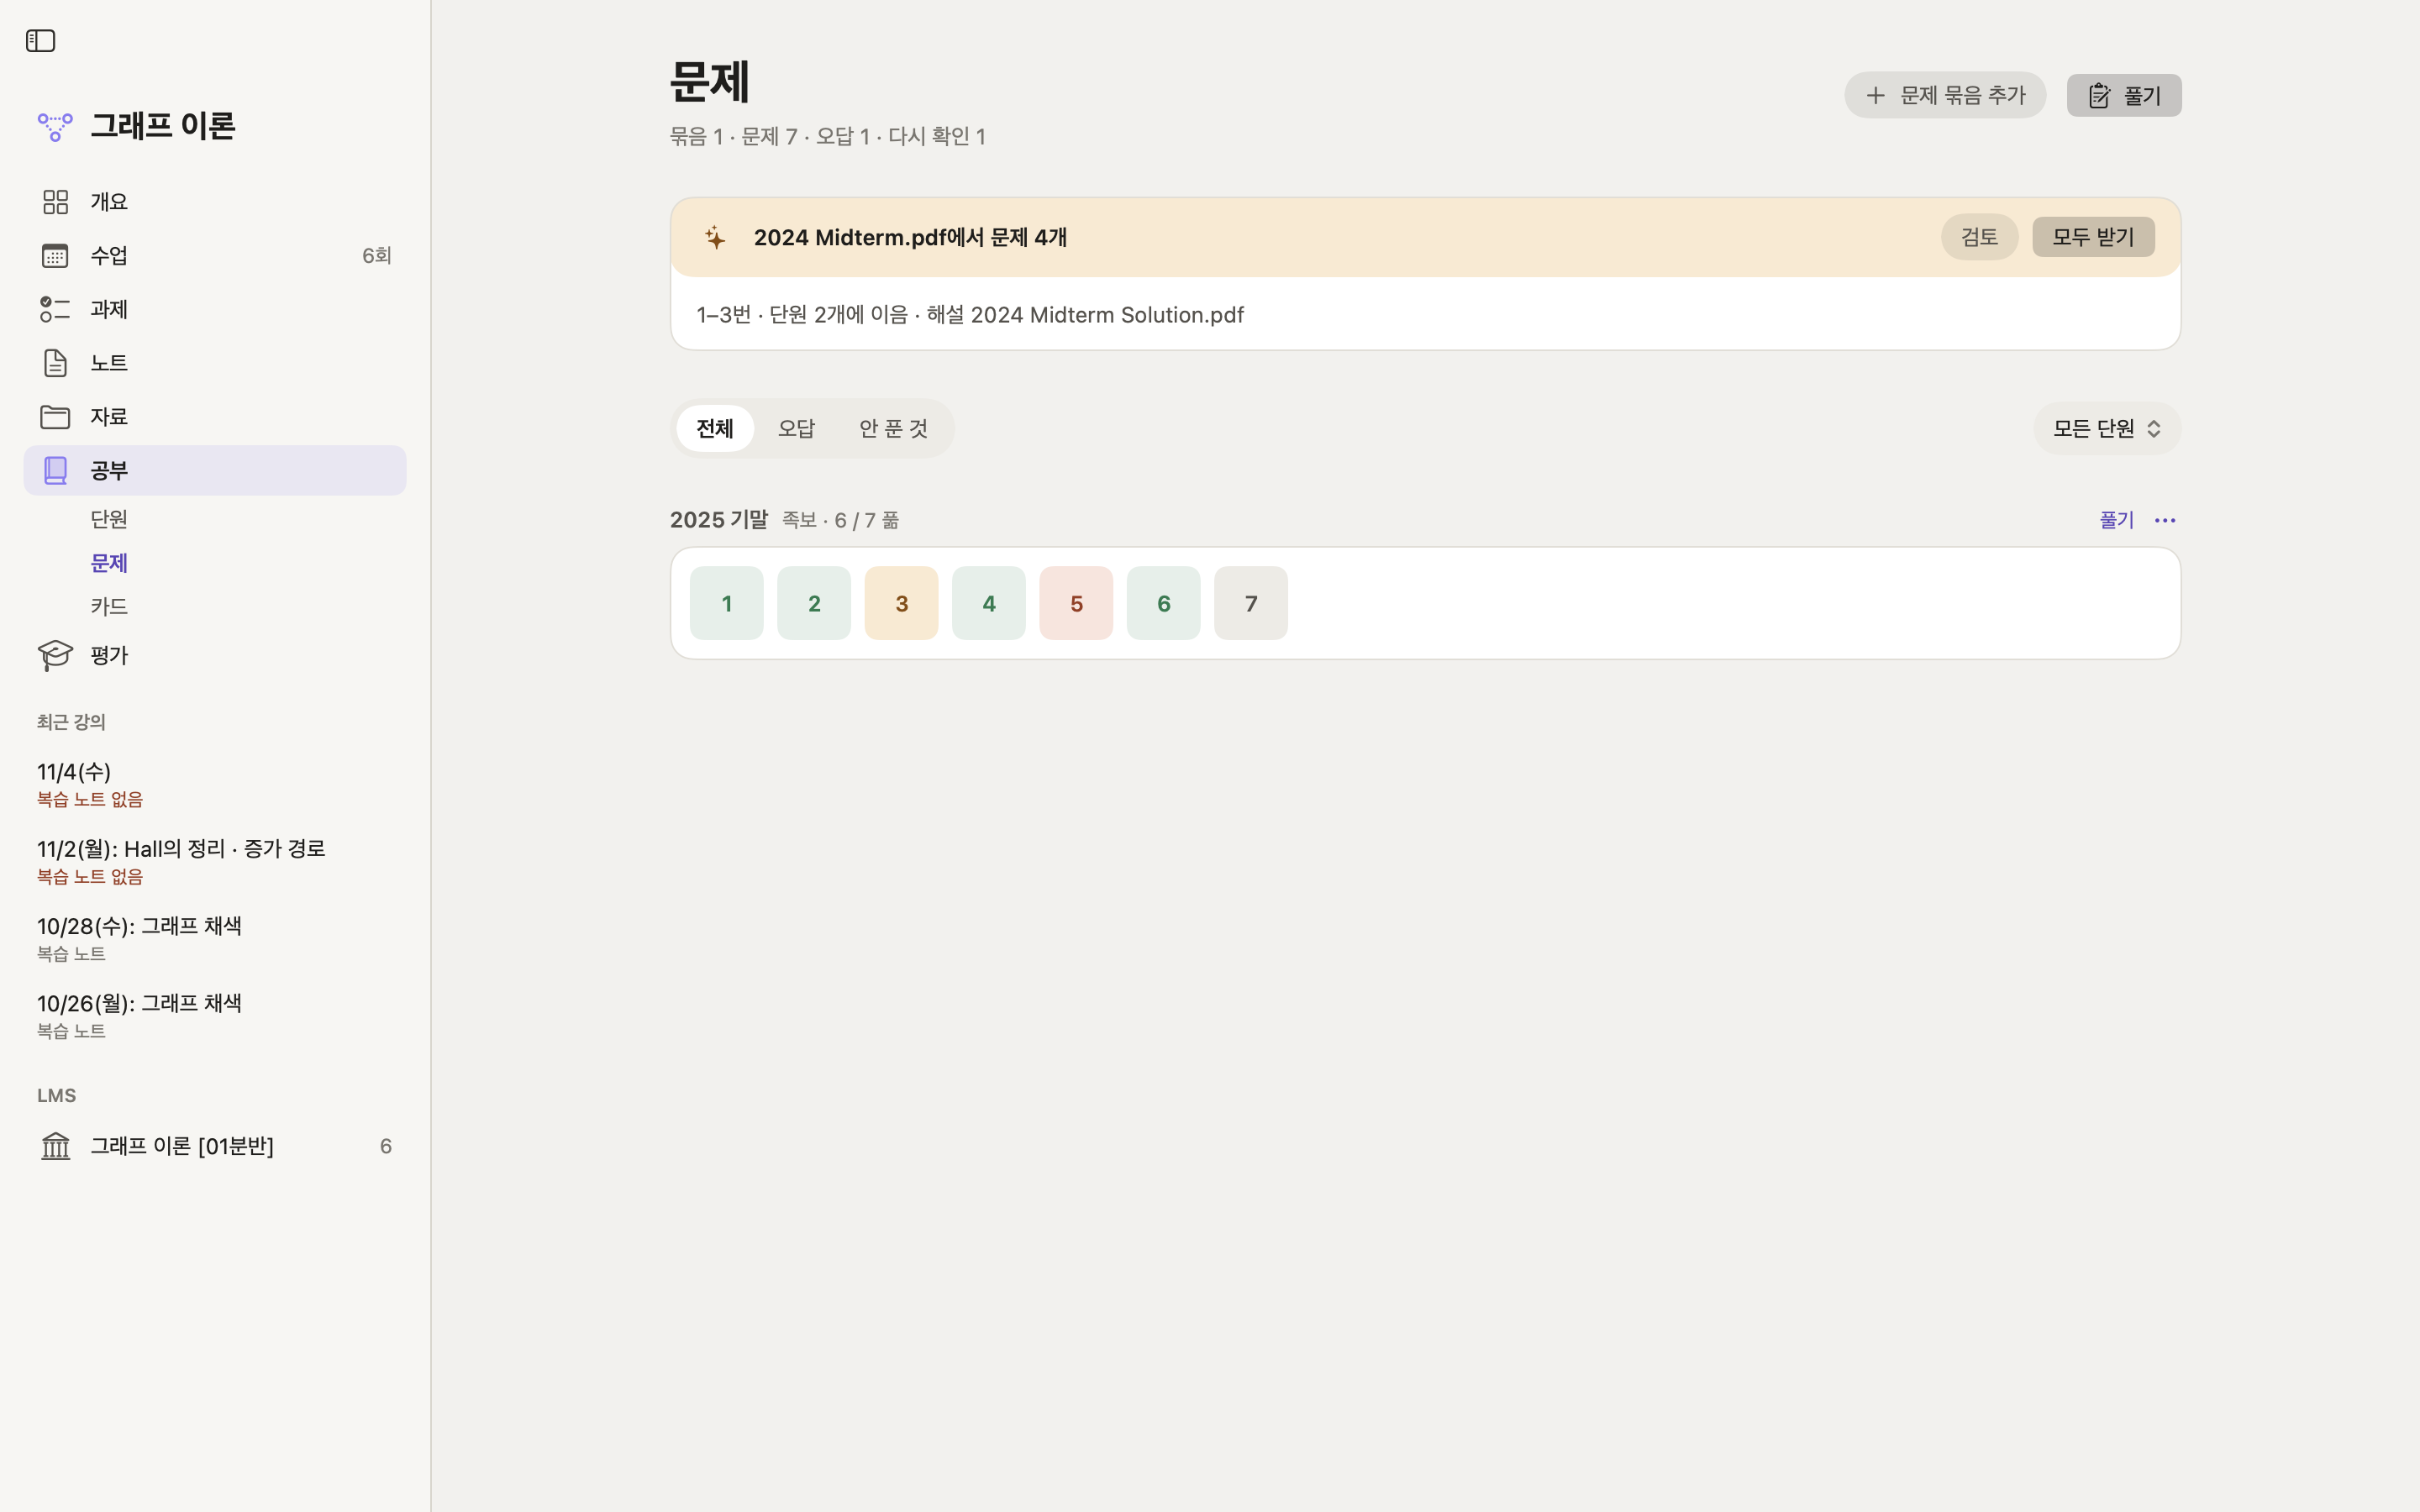 그래프 이론
개요
수업 6회
과제
노트
자료
공부
단원
문제
카드
평가
최근 강의
11/4(수)
복습 노트 없음
11/2(월): Hall의 정리 · 증가 경로
복습 노트 없음
10/28(수): 그래프 채색
복습 노트
10/26(월): 그래프 채색
복습 노트
LMS
그래프 이론 [01분반] 6
문제
묶음 1 · 문제 7 · 오답 1 · 다시 확인 1
문제 묶음 추가 풀기
2024 Midterm.pdf에서 문제 4개 검토 모두 받기
1–3번 · 단원 2개에 이음 · 해설 2024 Midterm Solution.pdf
전체 오답 안 푼 것 모든 단원
2025 기말 족보 · 6 / 7 풂 풀기
1 2 3 4 5 6 7